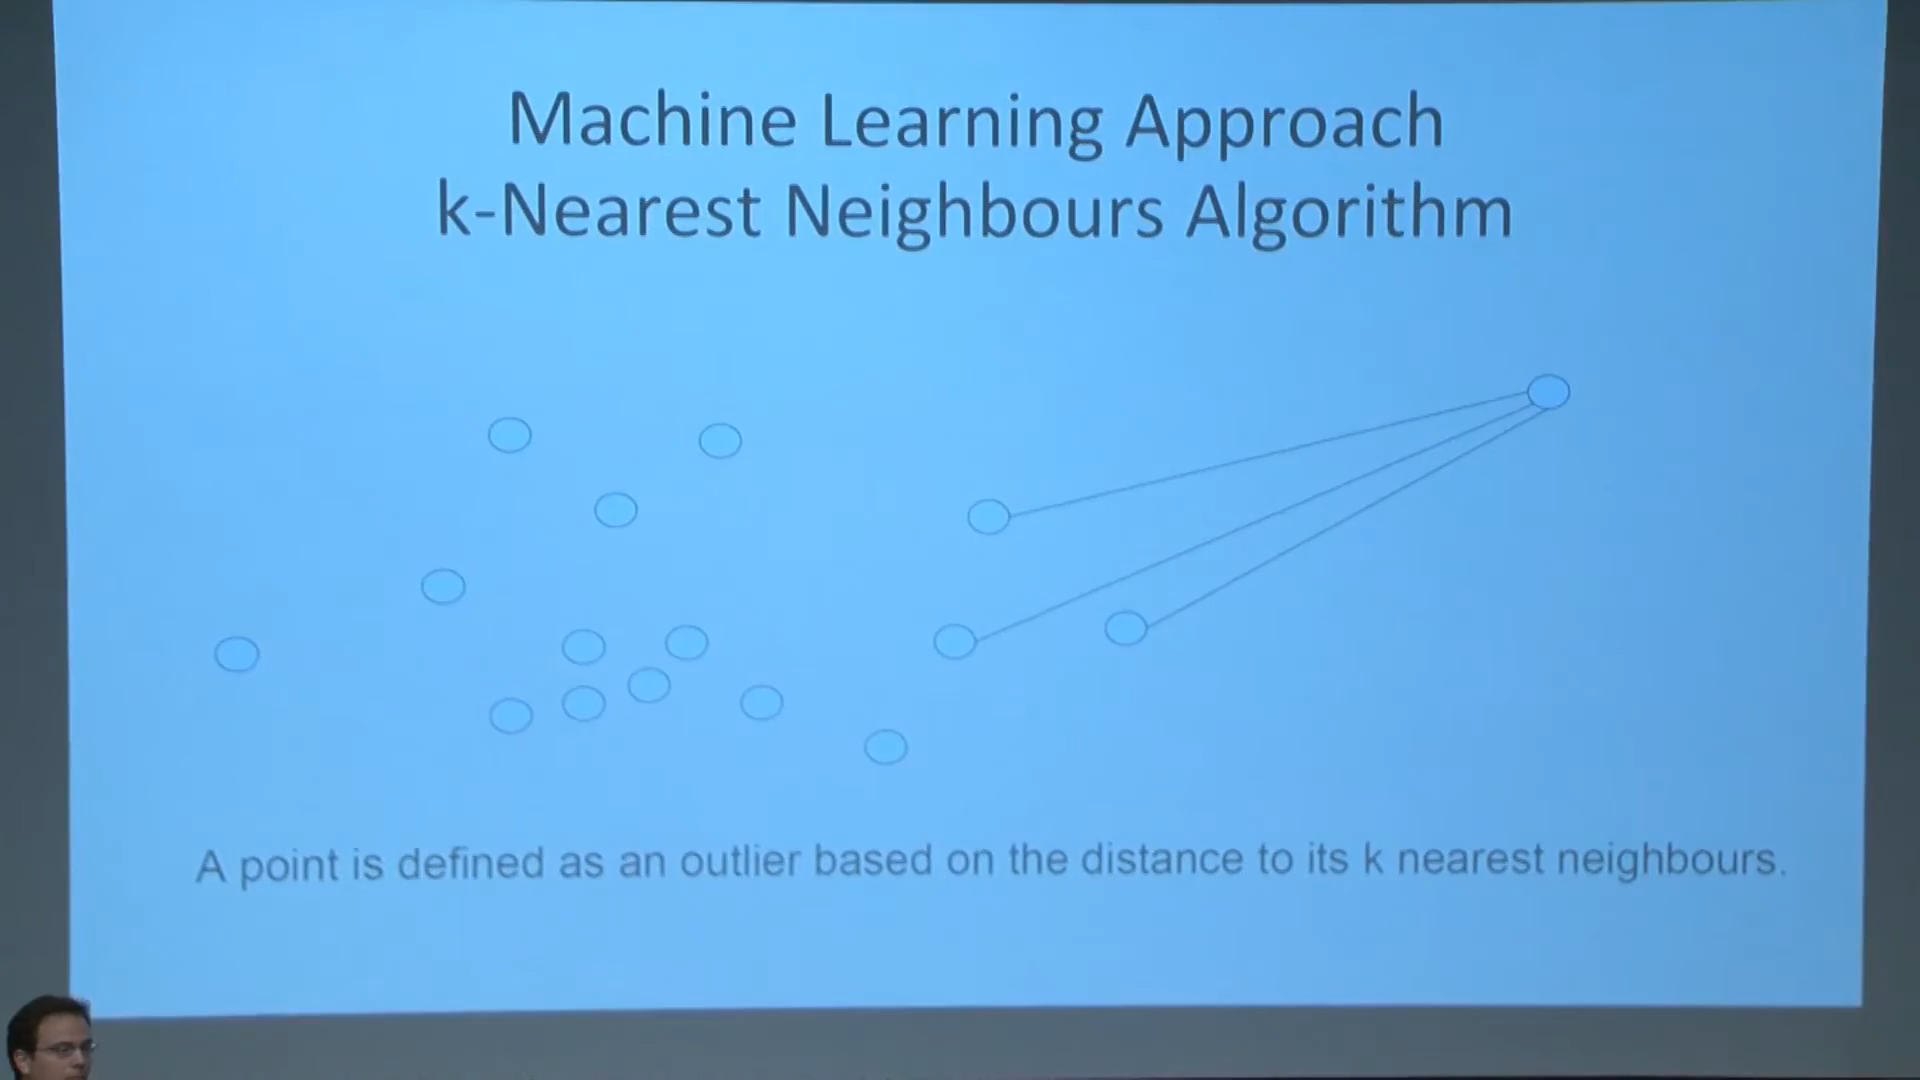 Machine Learning Approach
k-Nearest Neighbours Algorithm
A point is defined as an outlier based on the distance to its k nearest neighbours.